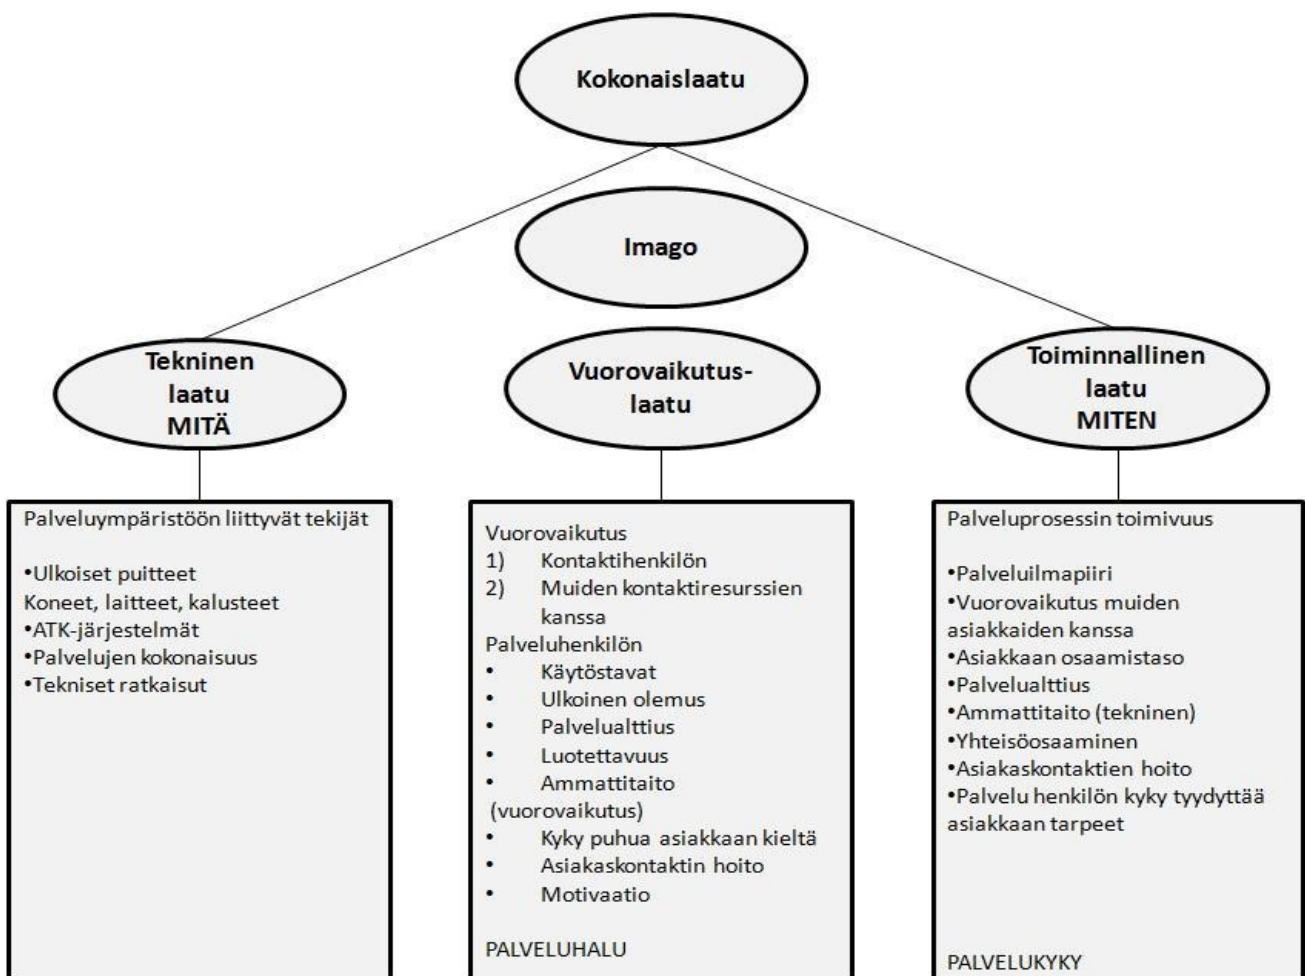 Kokonaislaatu
Imago
Tekninen
laatu
MITÄ
Vuorovaikutus-
laatu
Toiminnallinen
laatu
MITEN
Palveluympäristöön liittyvät tekijät
•Ulkoiset puitteet
Koneet, laitteet, kalusteet
•ATK-järjestelmät
•Palvelujen kokonaisuus
•Tekniset ratkaisut
Vuorovaikutus
1) Kontaktihenkilön
2) Muiden kontaktiresurssien
kanssa
Palveluhenkilön
• Käytöstavat
• Ulkoinen olemus
• Palvelualttius
• Luotettavuus
• Ammattitaito
(vuorovaikutus)
• Kyky puhua asiakkaan kieltä
• Asiakaskontaktin hoito
• Motivaatio
PALVELUHALU
Palveluprosessin toimivuus
•Palveluilmapiiri
•Vuorovaikutus muiden
asiakkaiden kanssa
•Asiakkaan osaamistaso
•Palvelualttius
•Ammattitaito (tekninen)
•Yhteisöosaaminen
•Asiakaskontaktien hoito
•Palvelu henkilön kyky tyydyttää
asiakkaan tarpeet
PALVELUKYKY